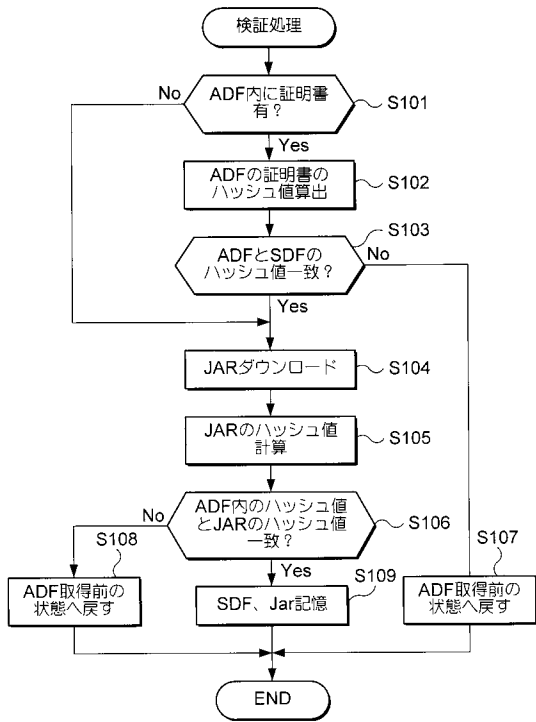 検証処理
No
ADF内に証明書
有？
S101
Yes
ADFの証明書の
ハッシュ値算出
S102
S103
ADFとSDFの
ハッシュ値一致？
No
Yes
JARダウンロード
S104
JARのハッシュ値
計算
S105
ADF内のハッシュ値
とJARのハッシュ値
一致？
S106
No
Yes
S108
ADF取得前の
状態へ戻す
S109
SDF、Jar記憶
S107
ADF取得前の
状態へ戻す
END